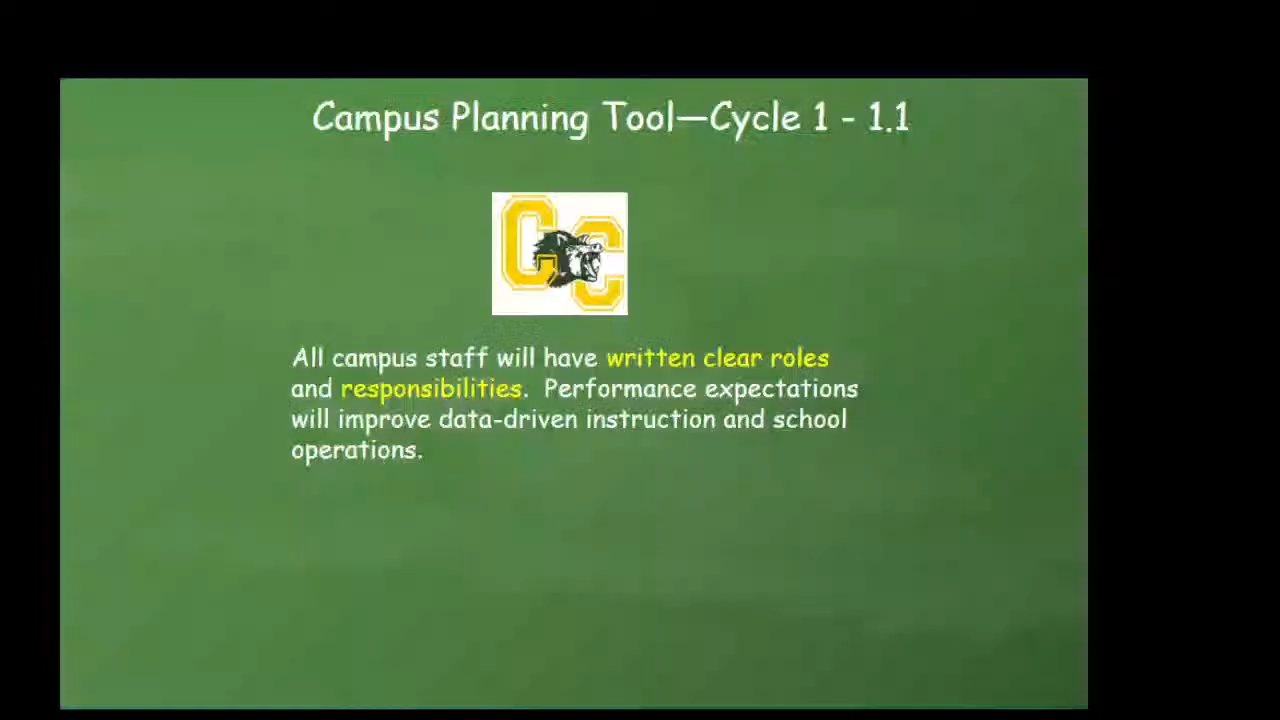 Campus Planning Tool—Cycle 1 - 1.1
CC
All campus staff will have written clear roles
and responsibilities.  Performance expectations
will improve data-driven instruction and school
operations.